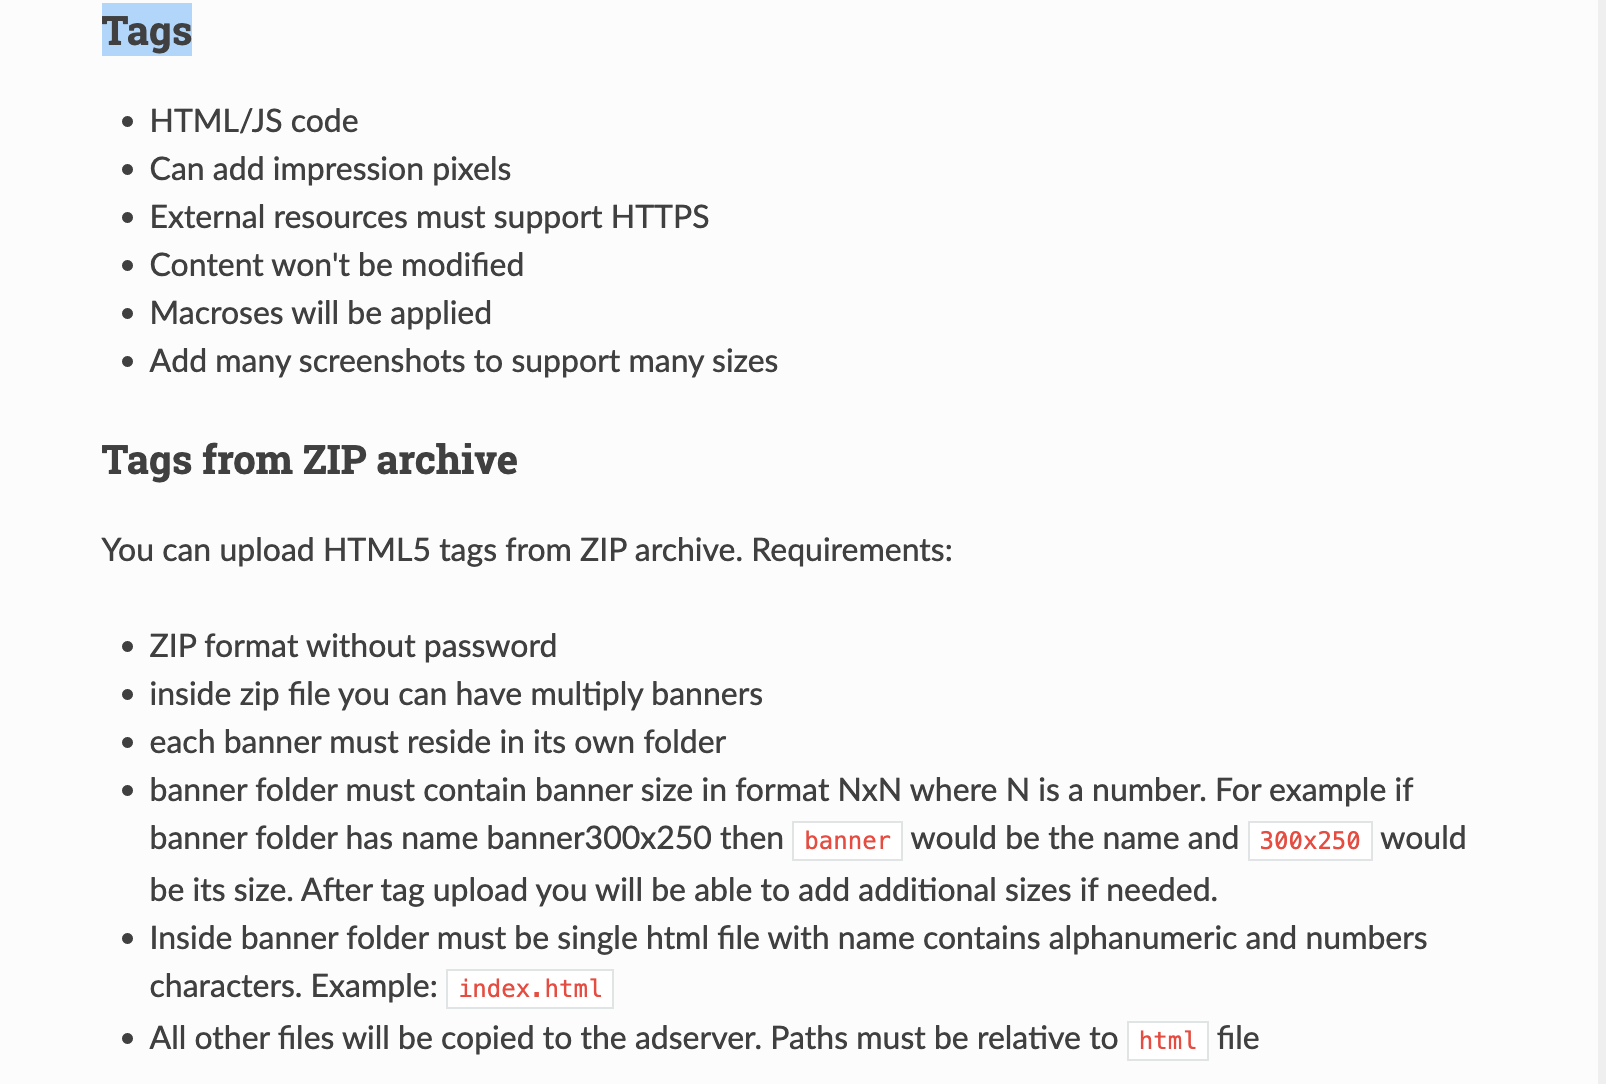 Tags
• HTML/JS code
• Can add impression pixels
• External resources must support HTTPS
• Content won't be modified
• Macroses will be applied
• Add many screenshots to support many sizes
Tags from ZIP archive
You can upload HTML5 tags from ZIP archive. Requirements:
• ZIP format without password
• inside zip file you can have multiply banners
• each banner must reside in its own folder
• banner folder must contain banner size in format NxN where N is a number. For example if
banner folder has name banner300x250 then banner would be the name and 300x250 would
be its size. After tag upload you will be able to add additional sizes if needed.
• Inside banner folder must be single html file with name contains alphanumeric and numbers
characters. Example: index.html
• All other files will be copied to the adserver. Paths must be relative to html file